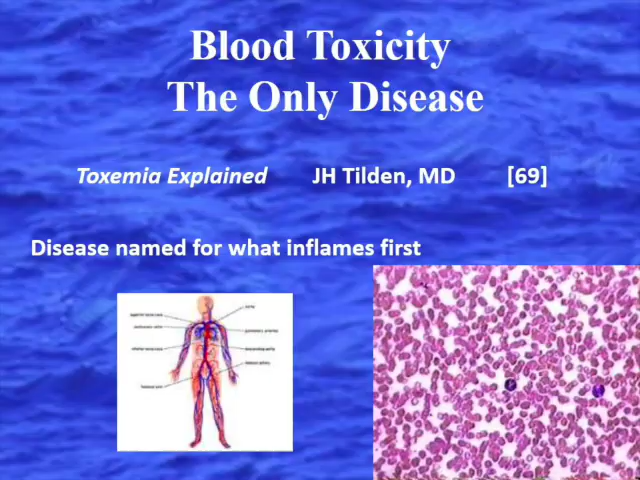 Blood Toxicity
The Only Disease
Toxemia Explained JH Tilden, MD [69]
Disease named for what inflames first